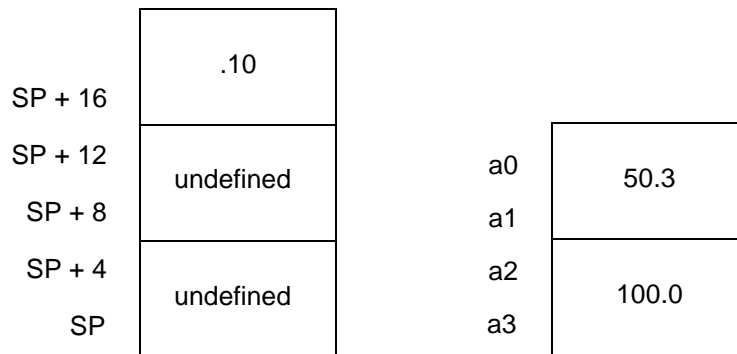 .10
SP + 16
SP + 12
undefined
SP + 8
SP + 4
undefined
SP
a0
50.3
a1
a2
100.0
a3